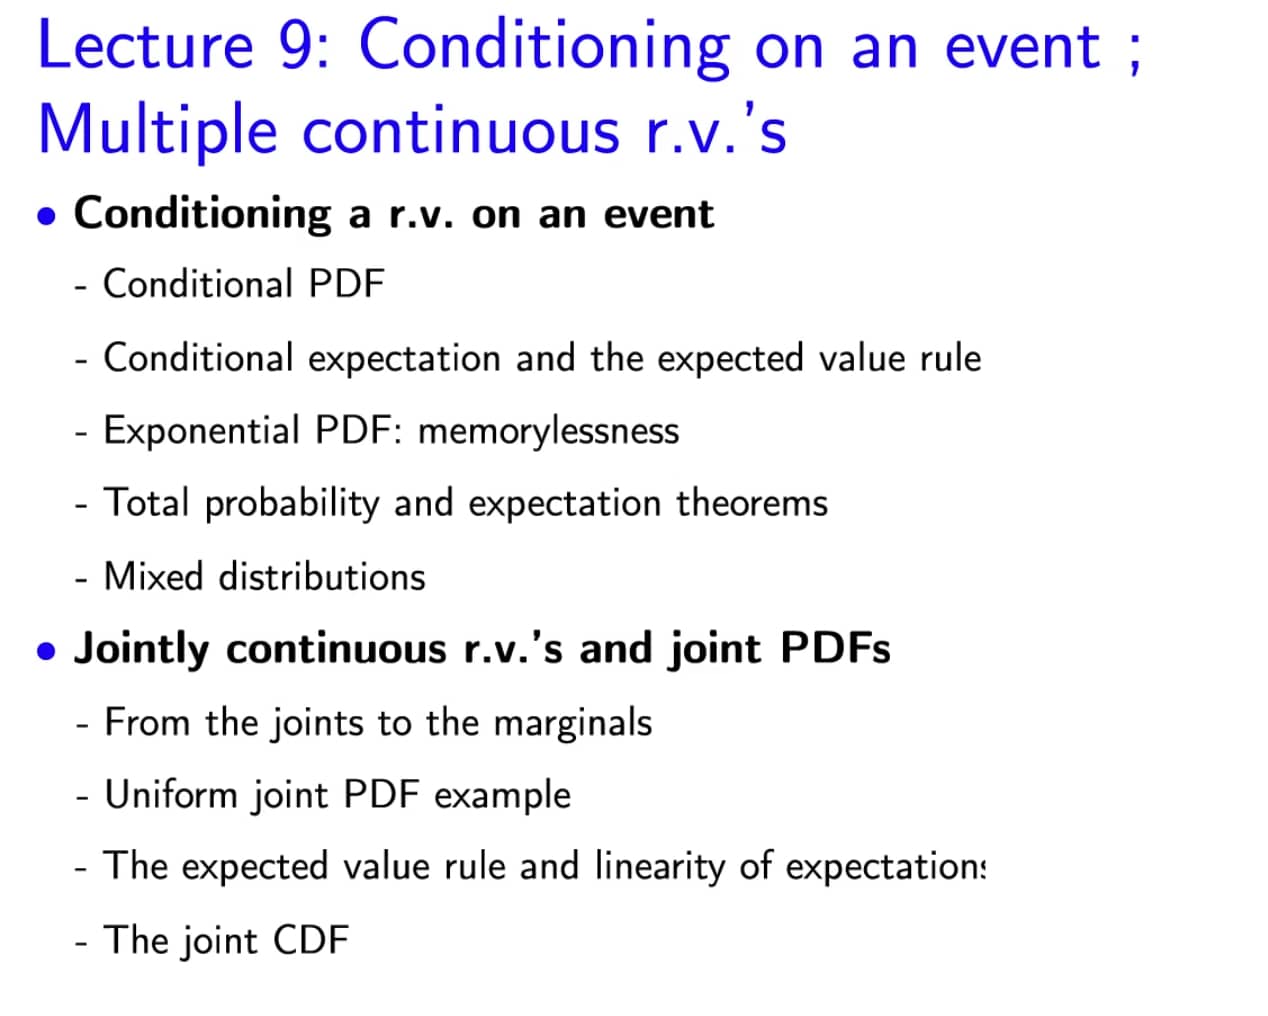 Lecture 9: Conditioning on an event ;
Multiple continuous r.v.'s
• Conditioning a r.v. on an event
- Conditional PDF
- Conditional expectation and the expected value rule
- Exponential PDF: memorylessness
- Total probability and expectation theorems
- Mixed distributions
• Jointly continuous r.v.'s and joint PDFs
- From the joints to the marginals
- Uniform joint PDF example
- The expected value rule and linearity of expectations
- The joint CDF